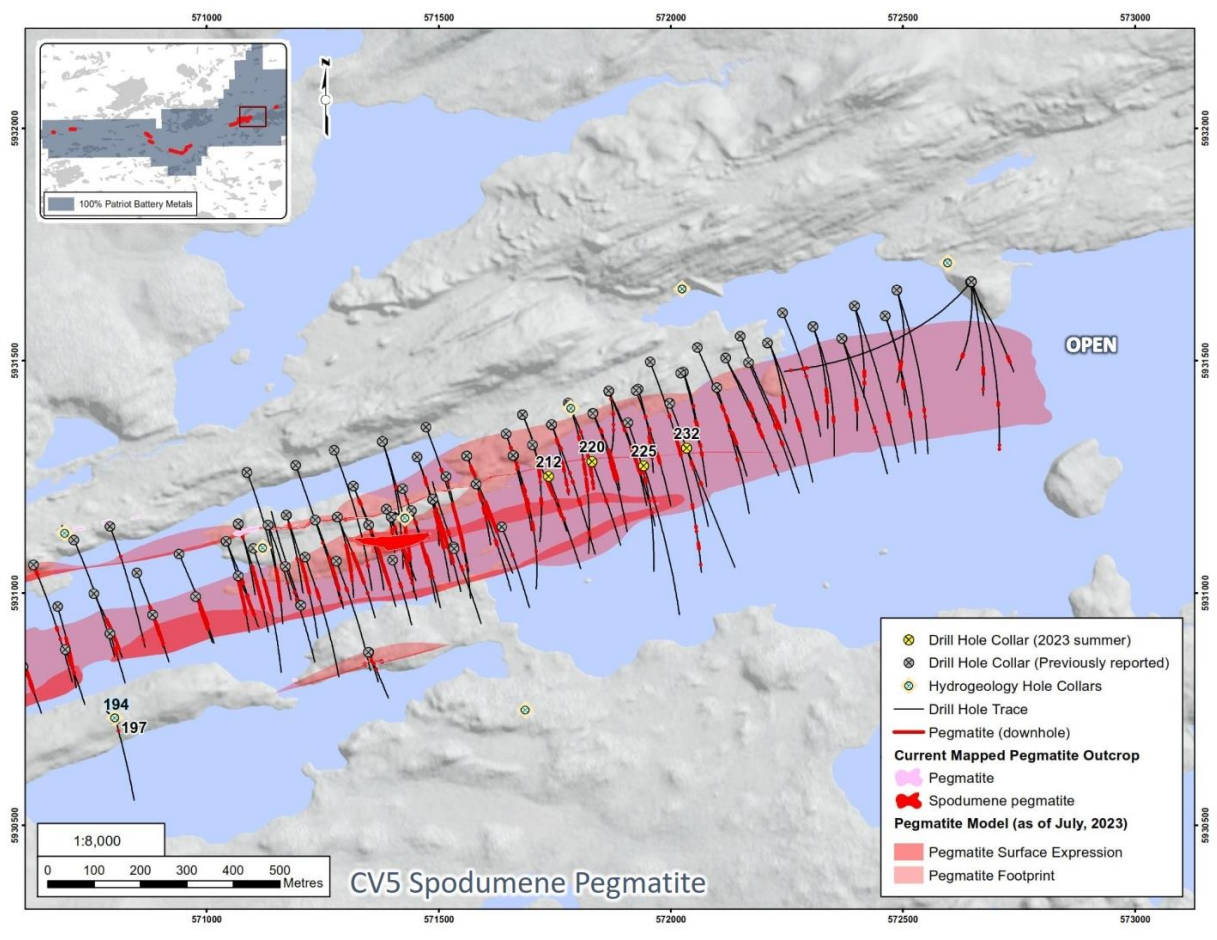 571000 571500 572000 572500 573000
5932000 5932000
5931500 5931500
5931000 5931000
5930500 5930500
100% Patriot Battery Metals
OPEN
232
220
225
212
194
197
Drill Hole Collar (2023 summer)
Drill Hole Collar (Previously reported)
Hydrogeology Hole Collars
Drill Hole Trace
Pegmatite (downhole)
Current Mapped Pegmatite Outcrop
Pegmatite
Spodumene pegmatite
Pegmatite Model (as of July, 2023)
Pegmatite Surface Expression
Pegmatite Footprint
1:8,000
0 100 200 300 400 500
Metres
CV5 Spodumene Pegmatite
571000 571500 572000 572500 573000